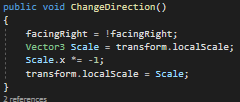 public void ChangeDirection()
{
facingRight = !facingRight;
Vector3 Scale = transform.localScale;
Scale.x *= -1;
transform.localScale = Scale;
}
2 references